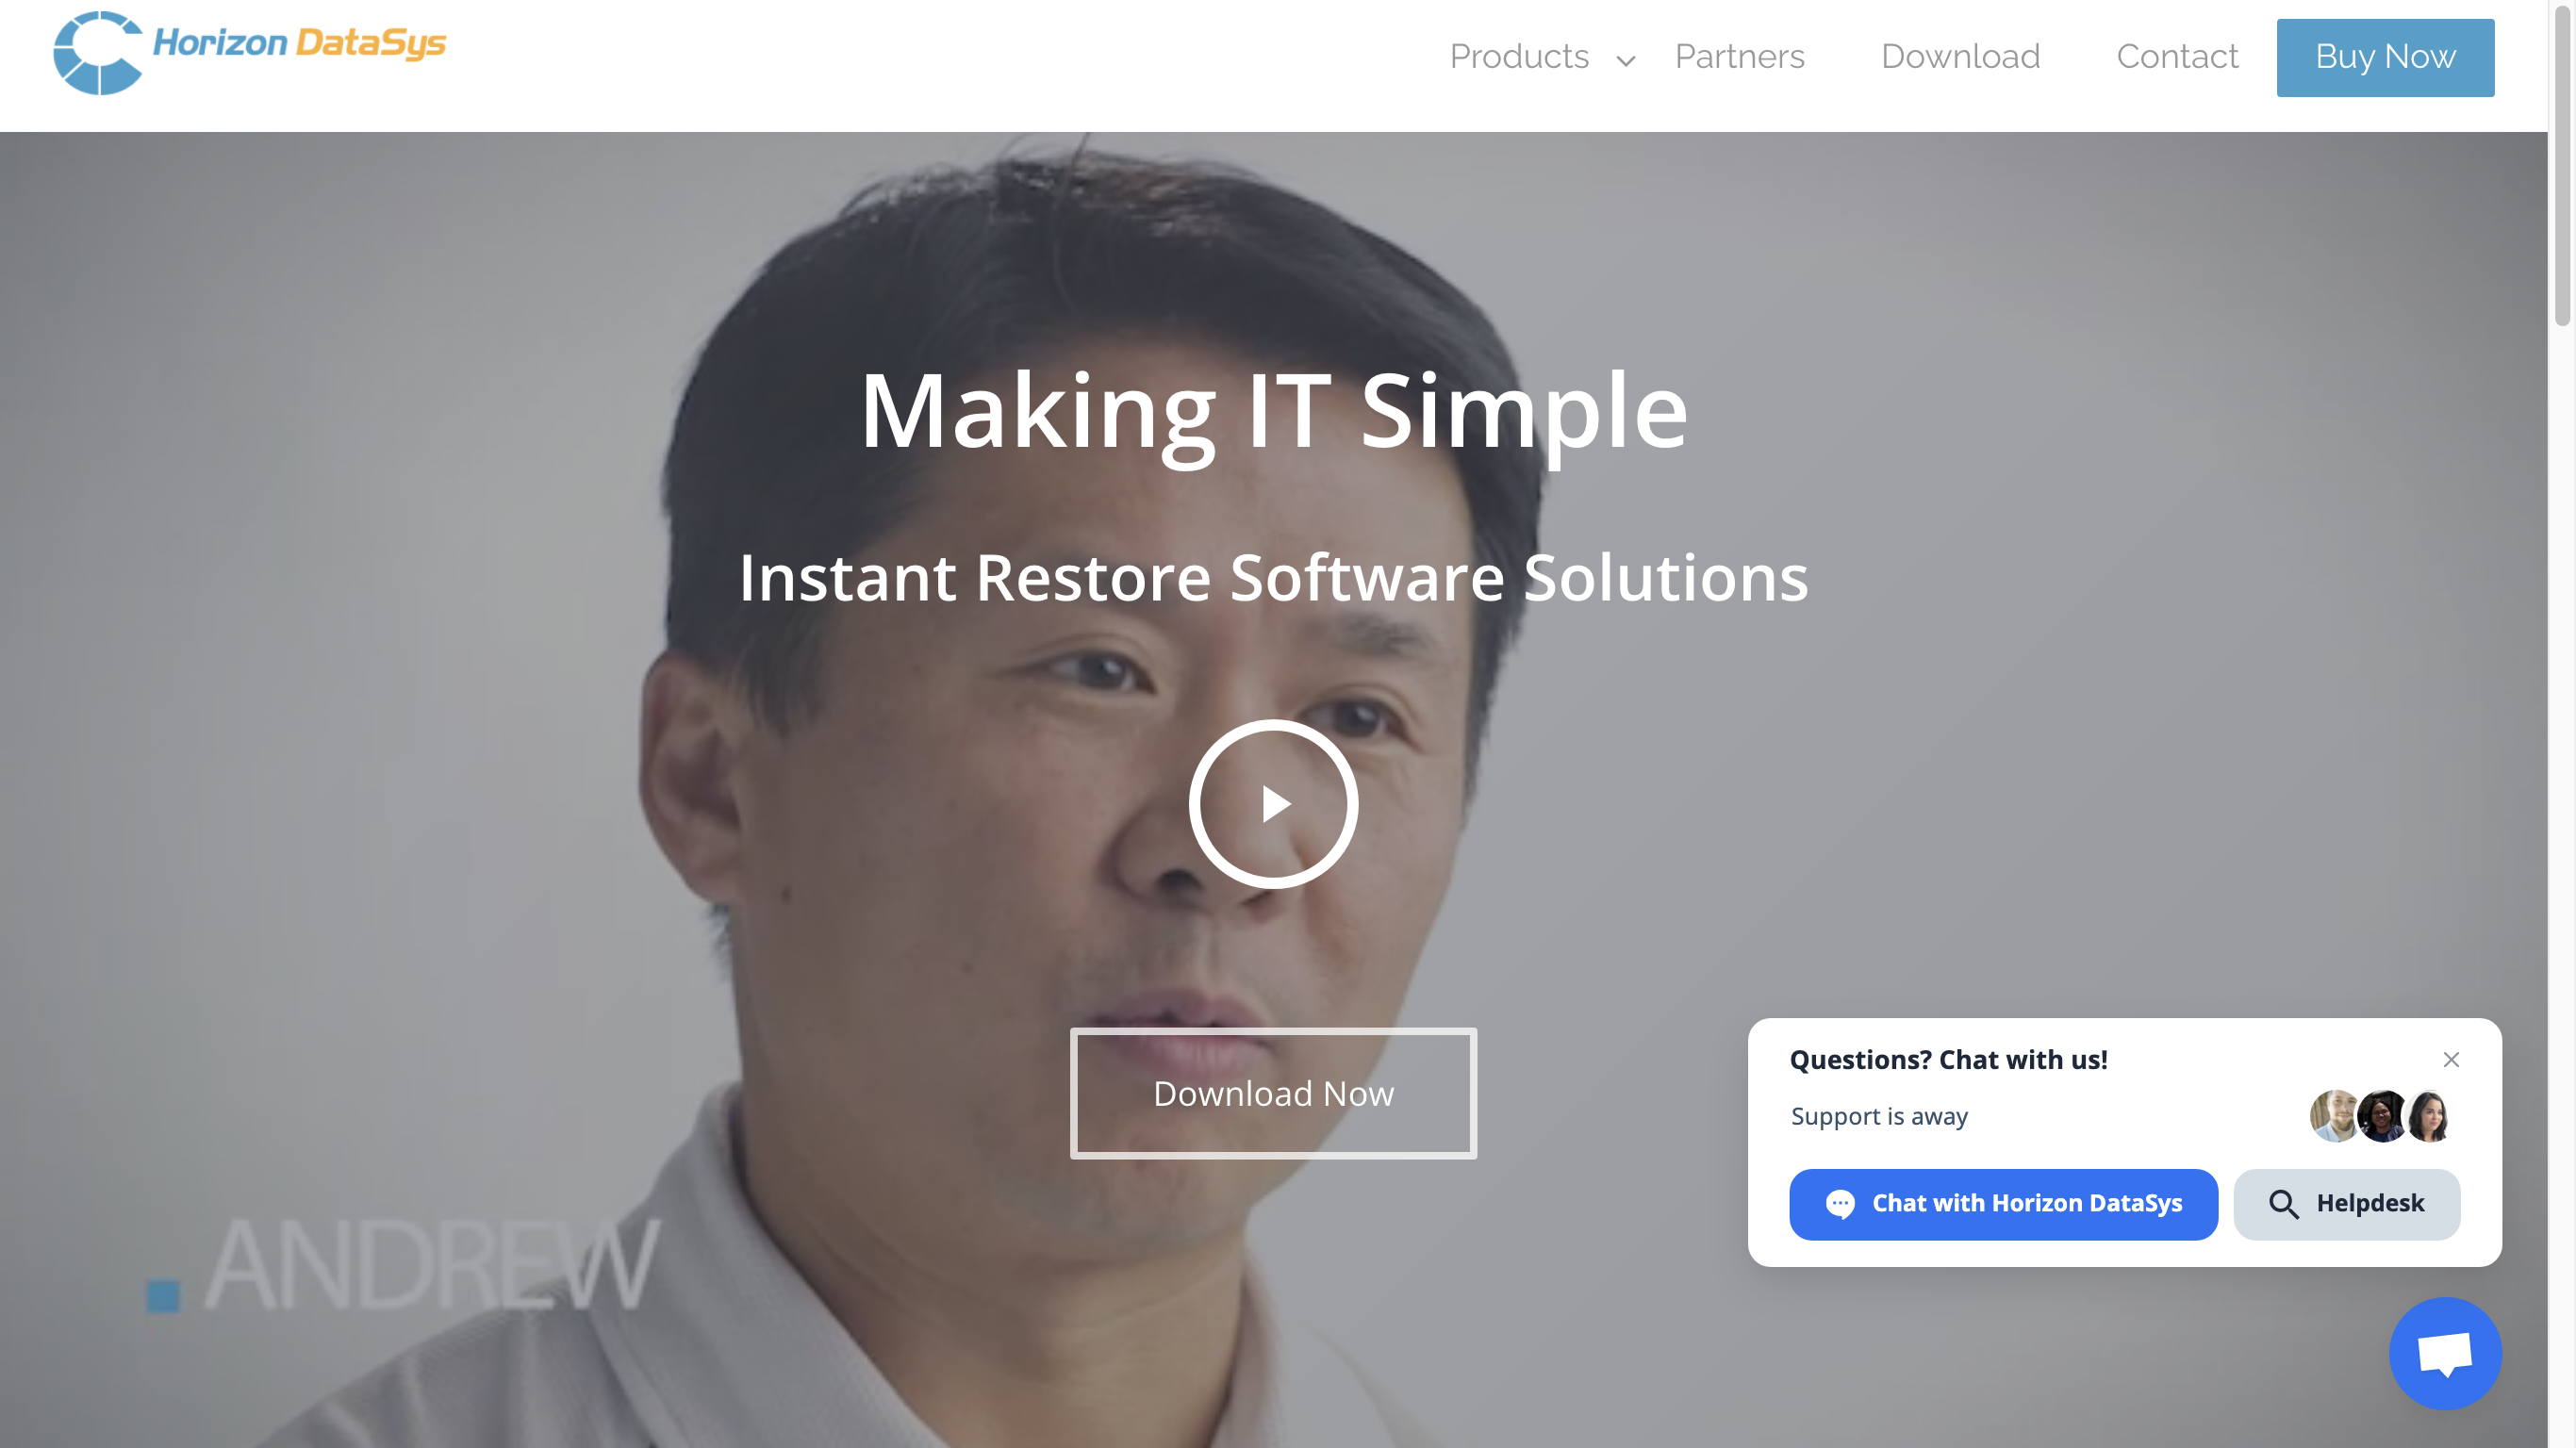 Horizon DataSys
Products
Partners
Download
Contact
Buy Now
Making IT Simple
Instant Restore Software Solutions
Download Now
ANDREW
Questions? Chat with us!
Support is away
Chat with Horizon DataSys
Helpdesk